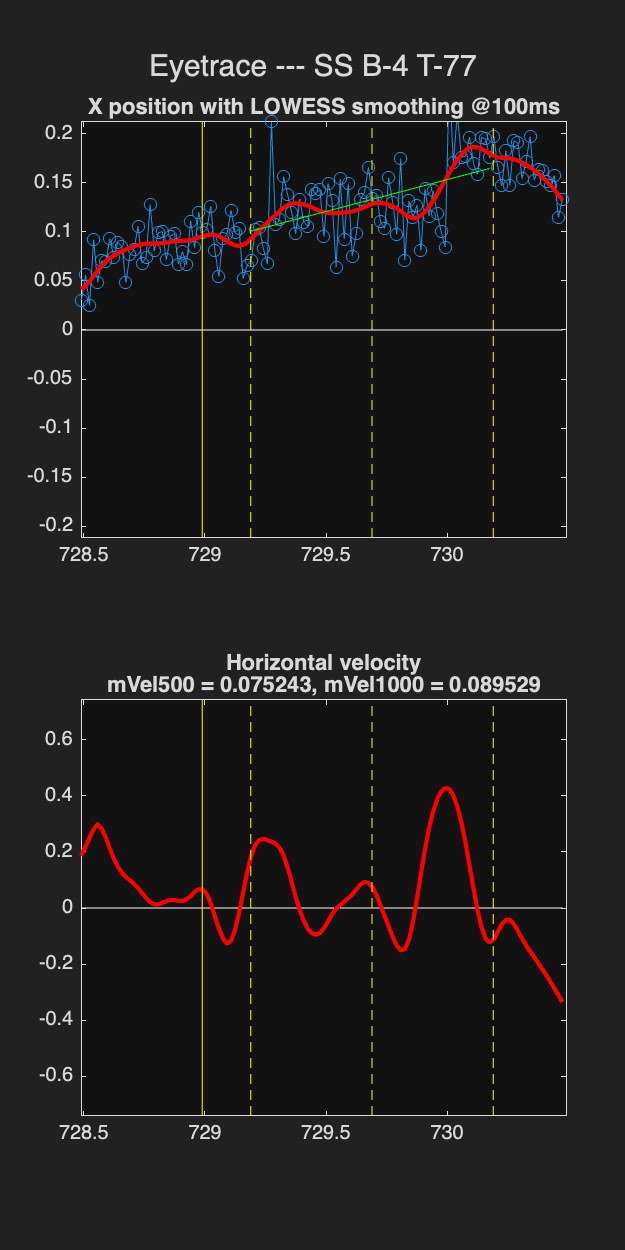 Eyetrace --- SS B-4 T-77
X position with LOWESS smoothing @100ms
0.2
0.15
0.1
0.05
0
-0.05
-0.1
-0.15
-0.2
728.5 729 729.5 730
Horizontal velocity
mVel500 = 0.075243, mVel1000 = 0.089529
0.6
0.4
0.2
0
-0.2
-0.4
-0.6
728.5 729 729.5 730